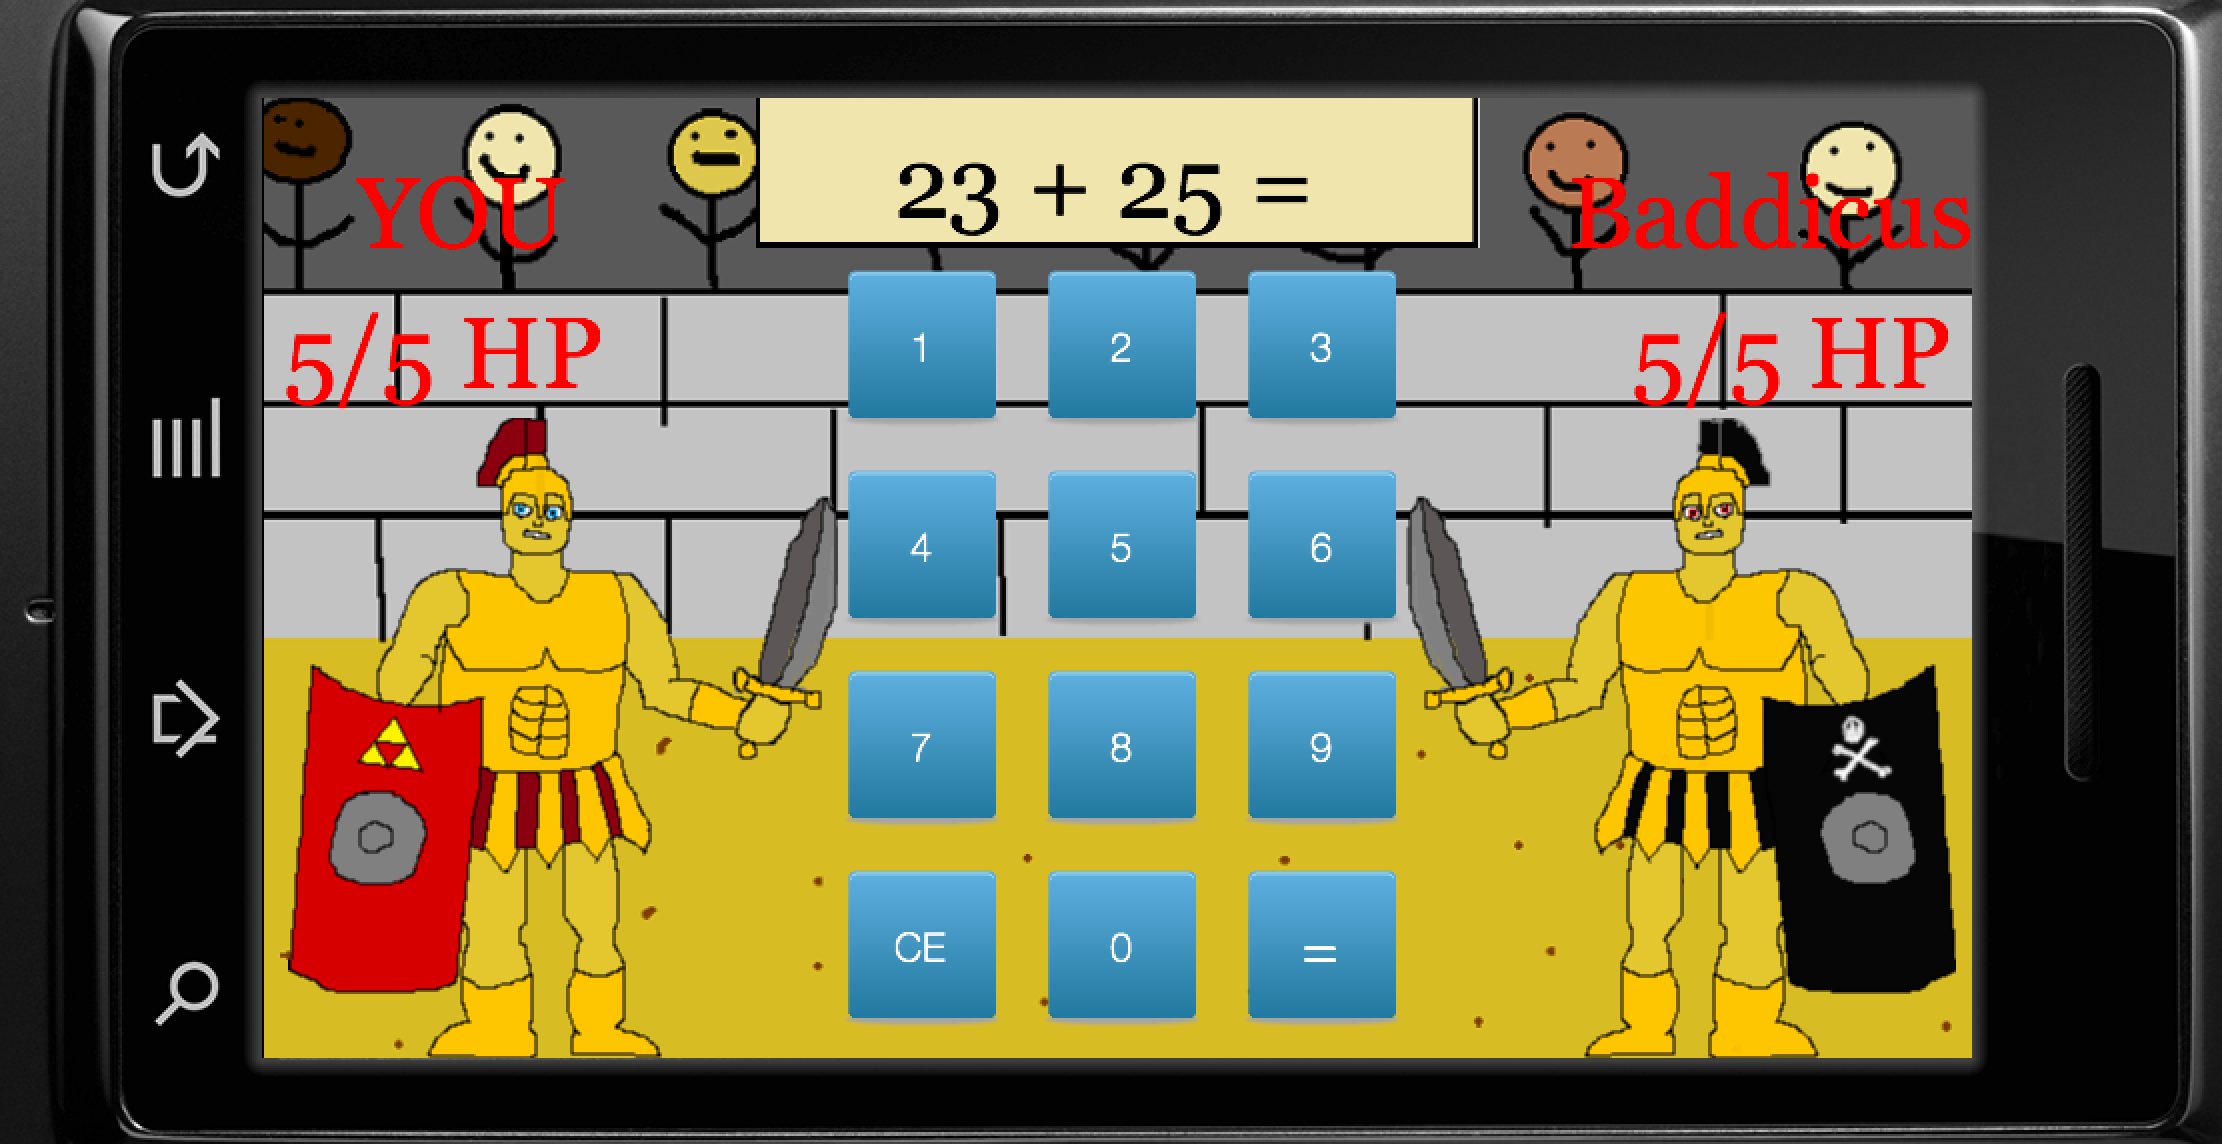 23 + 25 =
YOU
Baddicus
5/5 HP
5/5 HP
1 2 3
4 5 6
7 8 9
CE 0 =